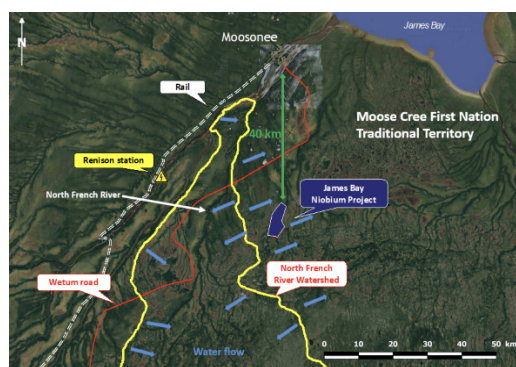 N
Moosonee
James Bay
Rail
40 km
Moose Cree First Nation
Traditional Territory
Renison station
North French River
James Bay
Niobium Project
Wetum road
North French
River Watershed
Water flow
0 10 20 30 40 50 km